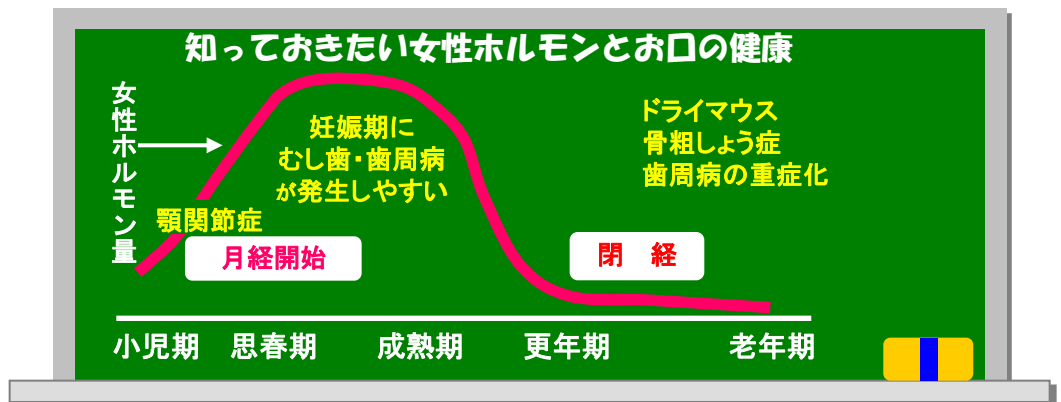 知っておきたい女性ホルモンとお口の健康
女性ホルモン量
妊娠期に
むし歯・歯周病
が発生しやすい
ドライマウス
骨粗しょう症
歯周病の重症化
顎関節症
月経開始
閉　経
小児期　思春期　成熟期　更年期　老年期